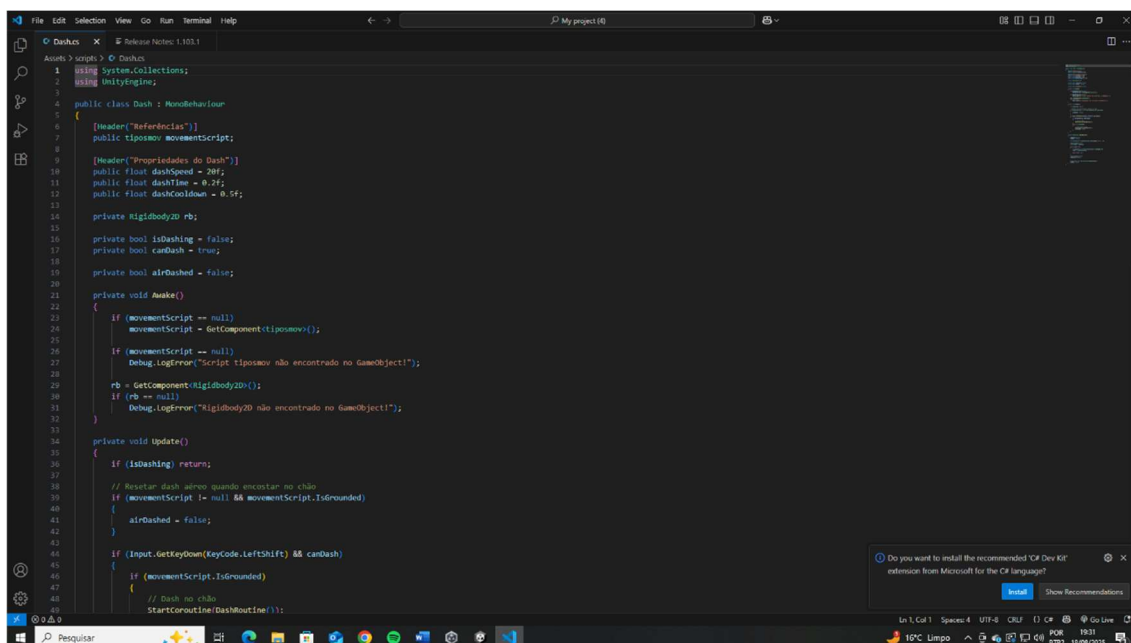 File Edit Selection View Go Run Terminal Help
My project (4)
Dash.cs
Release Notes: 1.103.1
Assets > scripts > Dash.cs
1 using System.Collections;
2 using UnityEngine;
3
4 public class Dash : MonoBehaviour
5 {
6 [Header("Referências")]
7 public tiposmov movementScript;
8
9 [Header("Propriedades do Dash")]
10 public float dashSpeed = 20f;
11 public float dashTime = 0.2f;
12 public float dashCooldown = 0.5f;
13
14 private Rigidbody2D rb;
15
16 private bool isDashing = false;
17 private bool canDash = true;
18
19 private bool airDashed = false;
20
21 private void Awake()
22 {
23 if (movementScript == null)
24 movementScript = GetComponent<tiposmov>();
25
26 if (movementScript == null)
27 Debug.LogError("Script tiposmov não encontrado no GameObject!");
28
29 rb = GetComponent<Rigidbody2D>();
30 if (rb == null)
31 Debug.LogError("Rigidbody2D não encontrado no GameObject!");
32 }
33
34 private void Update()
35 {
36 if (isDashing) return;
37
38 // Resetar dash aéreo quando encostar no chão
39 if (movementScript != null && movementScript.IsGrounded)
40 {
41 airDashed = false;
42 }
43
44 if (Input.GetKeyDown(KeyCode.LeftShift) && canDash)
45 {
46 if (movementScript.IsGrounded)
47 {
48 // Dash no chão
49 StartCoroutine(DashRoutine());
Do you want to install the recommended 'C# Dev Kit'
extension from Microsoft for the C# language?
Install Show Recommendations
0 0 Ln 1, Col 1 Spaces: 4 UTF-8 CRLF {} C# Go Live
Pesquisar
16°C Limpo
POR 19:31
PTB2 18/09/2025